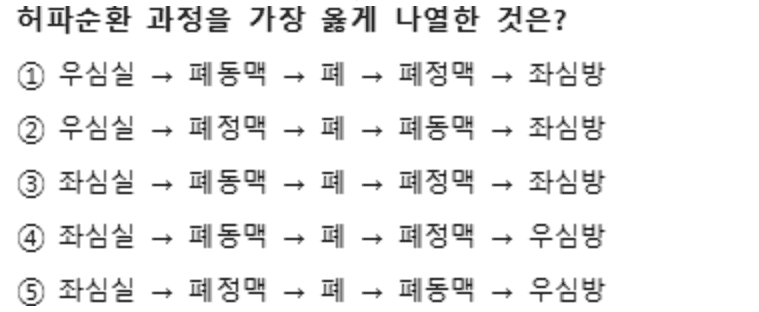 허파순환 과정을 가장 옳게 나열한 것은?
① 우심실 → 폐동맥 → 폐 → 폐정맥 → 좌심방
② 우심실 → 폐정맥 → 폐 → 폐동맥 → 좌심방
③ 좌심실 → 폐동맥 → 폐 → 폐정맥 → 좌심방
④ 좌심실 → 폐동맥 → 폐 → 폐정맥 → 우심방
⑤ 좌심실 → 폐정맥 → 폐 → 폐동맥 → 우심방